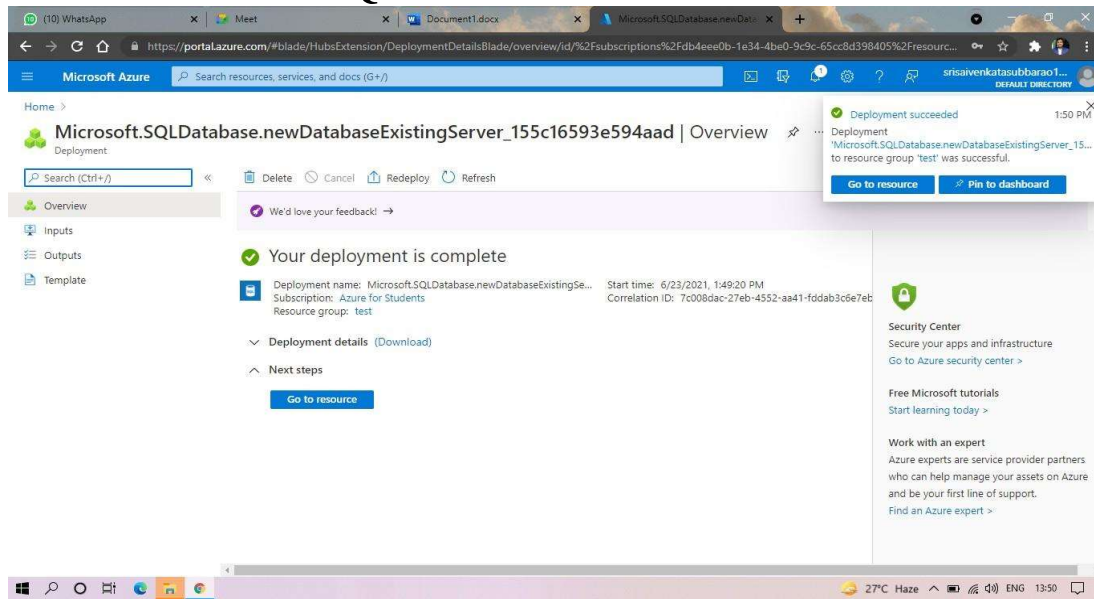 Q
(10) WhatsApp
Meet
Document1.docx
Microsoft.SQLDatabase.newData
https://portal.azure.com/#blade/HubsExtension/DeploymentDetailsBlade/overview/id/%2Fsubscriptions%2Fdb4eee0b-1e34-4be0-9c9c-65cc8d398405%2Fresourc...
Microsoft Azure
Search resources, services, and docs (G+/)
1
srisaivenkatasubbarao1...
DEFAULT DIRECTORY
Home >
Microsoft.SQLDatabase.newDatabaseExistingServer_155c16593e594aad | Overview
Deployment
Deployment succeeded 1:50 PM
Deployment
'Microsoft.SQLDatabase.newDatabaseExistingServer_15...
to resource group 'test' was successful.
Go to resource
Pin to dashboard
Search (Ctrl+/)
Overview
Inputs
Outputs
Template
Delete Cancel Redeploy Refresh
We'd love your feedback! →
Your deployment is complete
Deployment name: Microsoft.SQLDatabase.newDatabaseExistingSe...
Subscription: Azure for Students
Resource group: test
Start time: 6/23/2021, 1:49:20 PM
Correlation ID: 7c008dac-27eb-4552-aa41-fddab3c6e7eb
Deployment details (Download)
Next steps
Go to resource
Security Center
Secure your apps and infrastructure
Go to Azure security center >
Free Microsoft tutorials
Start learning today >
Work with an expert
Azure experts are service provider partners
who can help manage your assets on Azure
and be your first line of support.
Find an Azure expert >
27°C Haze ENG 13:50